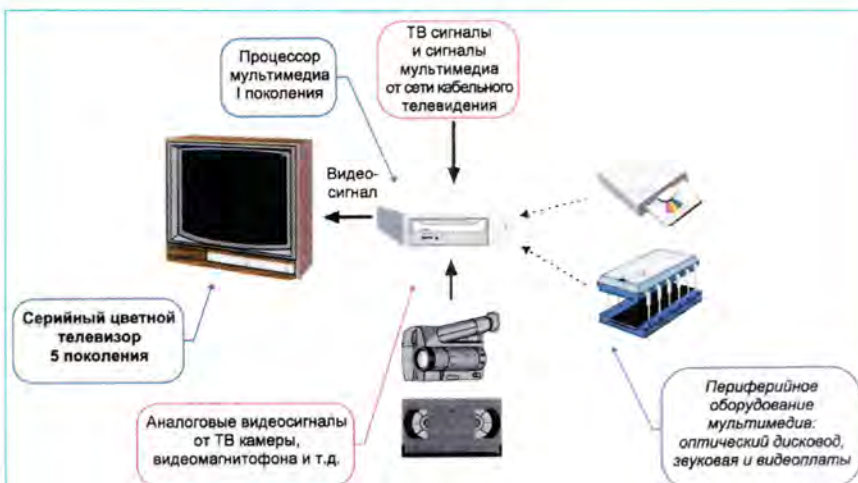 Процессор
мультимедиа
I поколения
ТВ сигналы
и сигналы
мультимедиа
от сети кабельного
телевидения
Видео-
сигнал
Серийный цветной
телевизор
5 поколения
Аналоговые видеосигналы
от ТВ камеры,
видеомагнитофона и т.д.
Периферийное
оборудование
мультимедиа:
оптический дисковод,
звуковая и видеоплаты